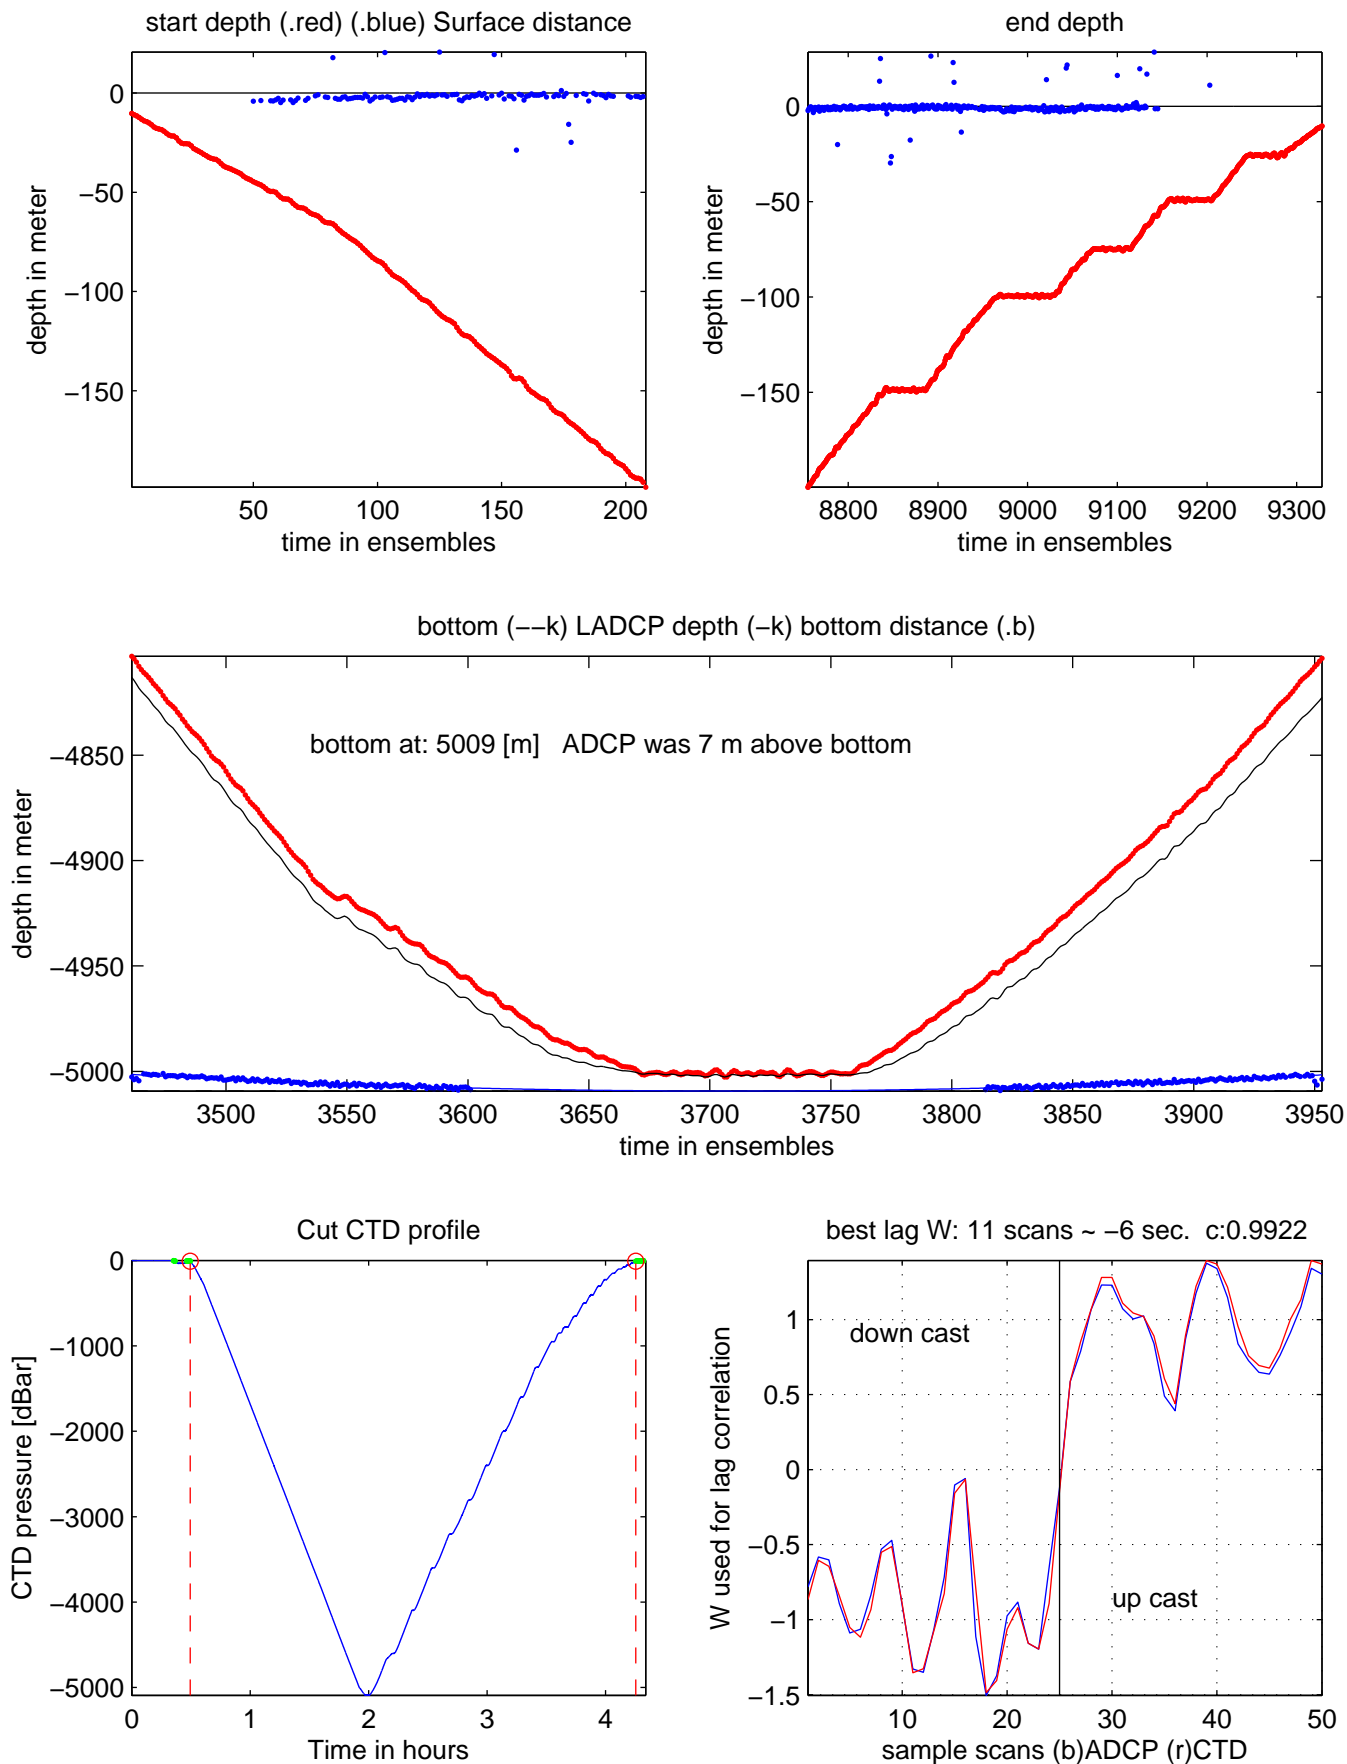 start depth (.red) (.blue) Surface distance
0
−50
−100
−150
depth in meter
50 100 150 200
time in ensembles
end depth
0
−50
−100
−150
depth in meter
8800 8900 9000 9100 9200 9300
time in ensembles
bottom (−−k) LADCP depth (−k) bottom distance (.b)
bottom at: 5009 [m] ADCP was 7 m above bottom
−4850
−4900
−4950
−5000
depth in meter
3500 3550 3600 3650 3700 3750 3800 3850 3900 3950
time in ensembles
Cut CTD profile
0
−1000
−2000
−3000
−4000
−5000
CTD pressure [dBar]
0 1 2 3 4
Time in hours
best lag W: 11 scans ~ −6 sec. c:0.9922
down cast
up cast
1
0.5
0
−0.5
−1
−1.5
W used for lag correlation
10 20 30 40 50
sample scans (b)ADCP (r)CTD